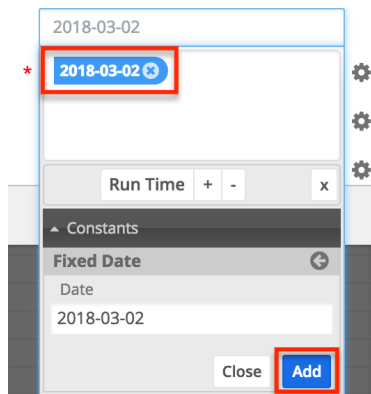 2018-03-02
* 2018-03-02
Run Time + - x
Constants
Fixed Date
Date
2018-03-02
Close Add